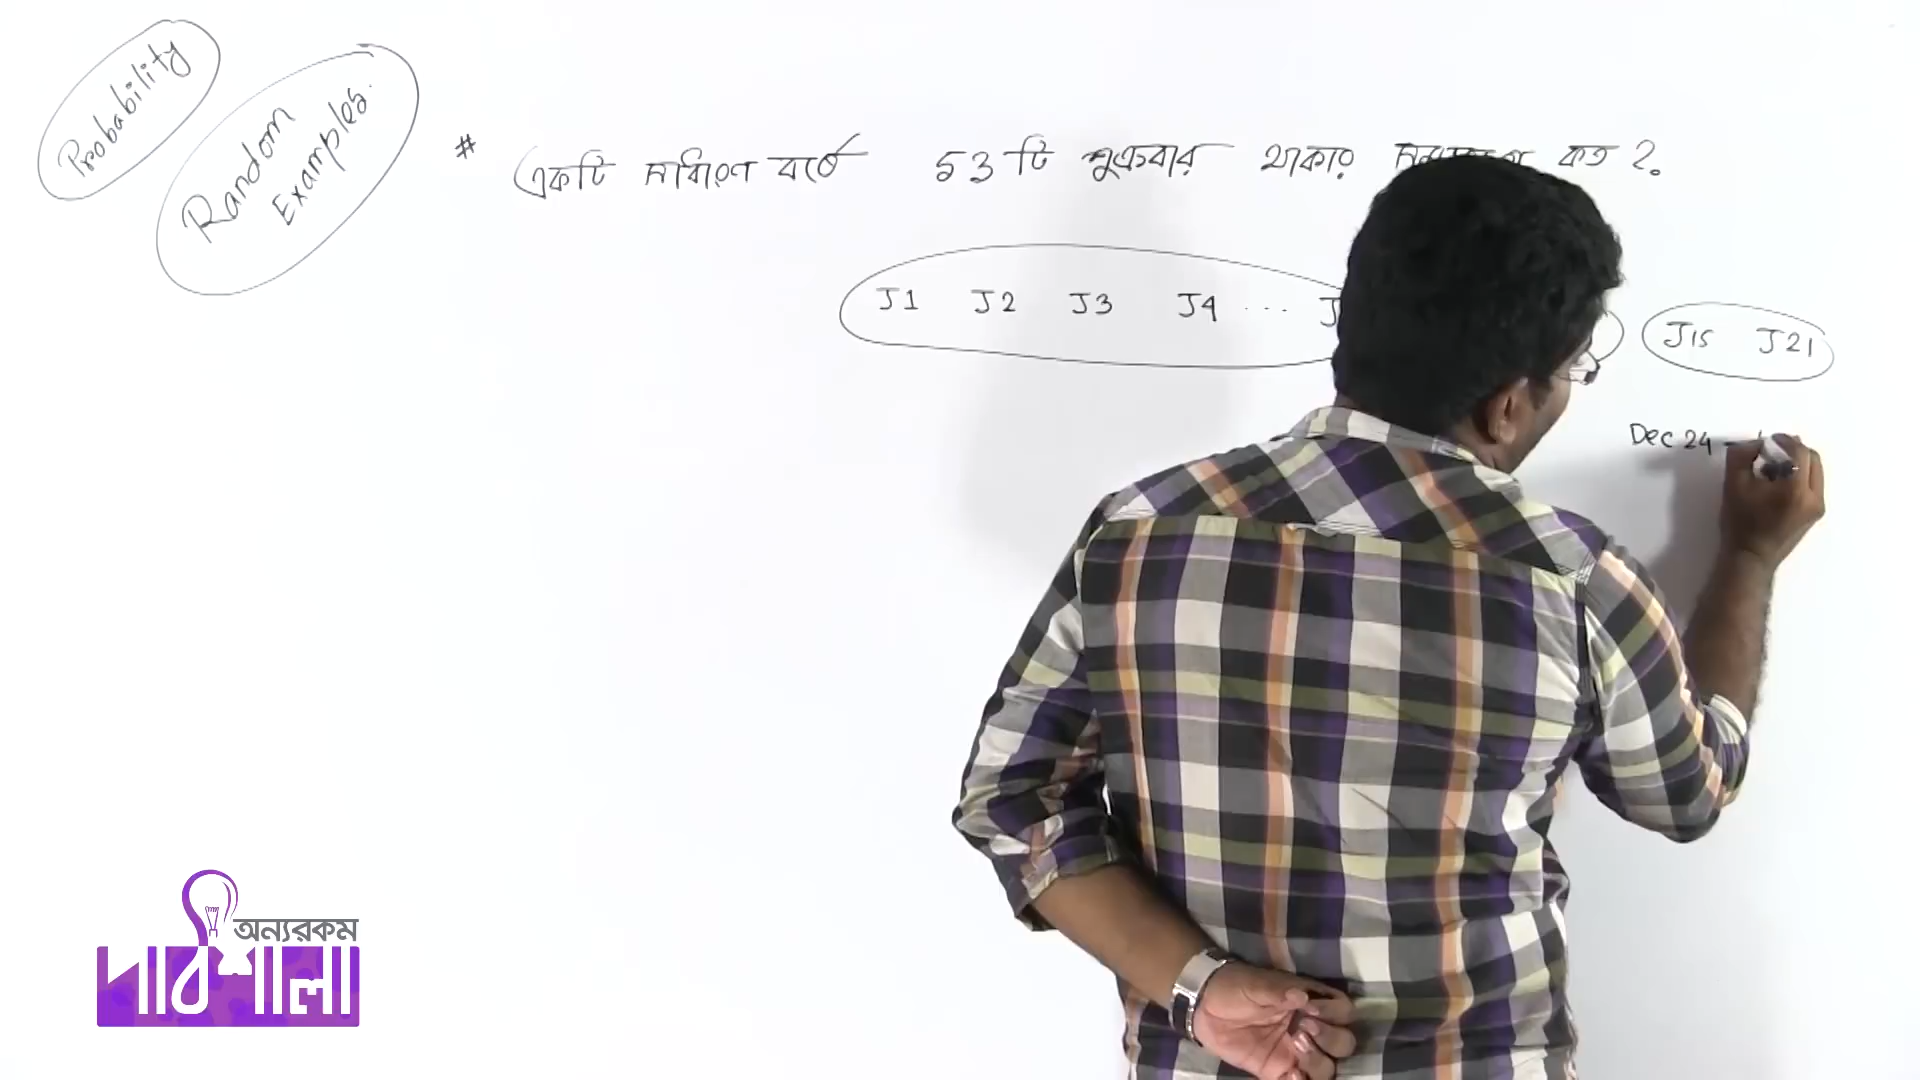 Probability
Random
Examples.
# একটি সাধারণ বর্ষে 53 টি শুক্রবার থাকার কত ?
J1 J2 J3 J4 ... J
J15 J21
Dec 24 -
অন্যরকম
পাঠশালা